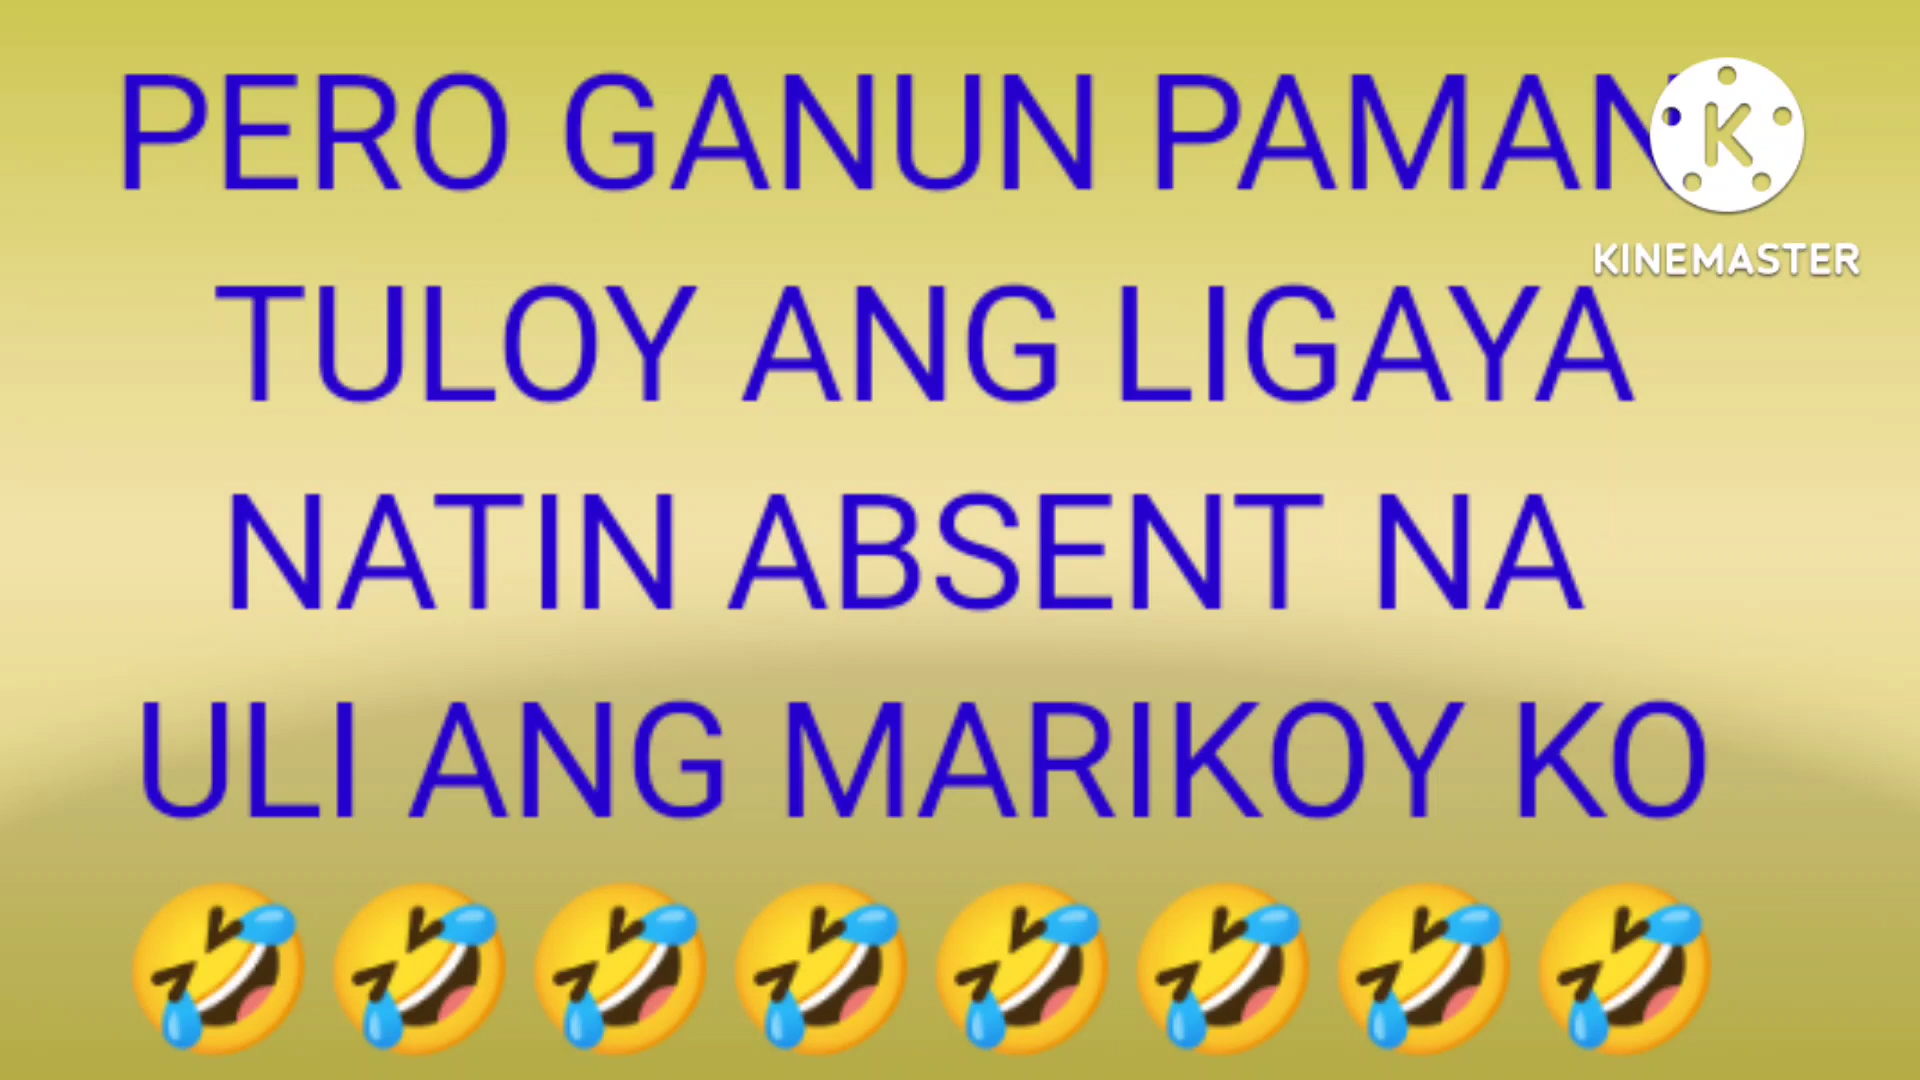 PERO GANUN PAMAN
TULOY ANG LIGAYA
NATIN ABSENT NA
ULI ANG MARIKOY KO
🤣🤣🤣🤣🤣🤣🤣🤣
K
KINEMASTER